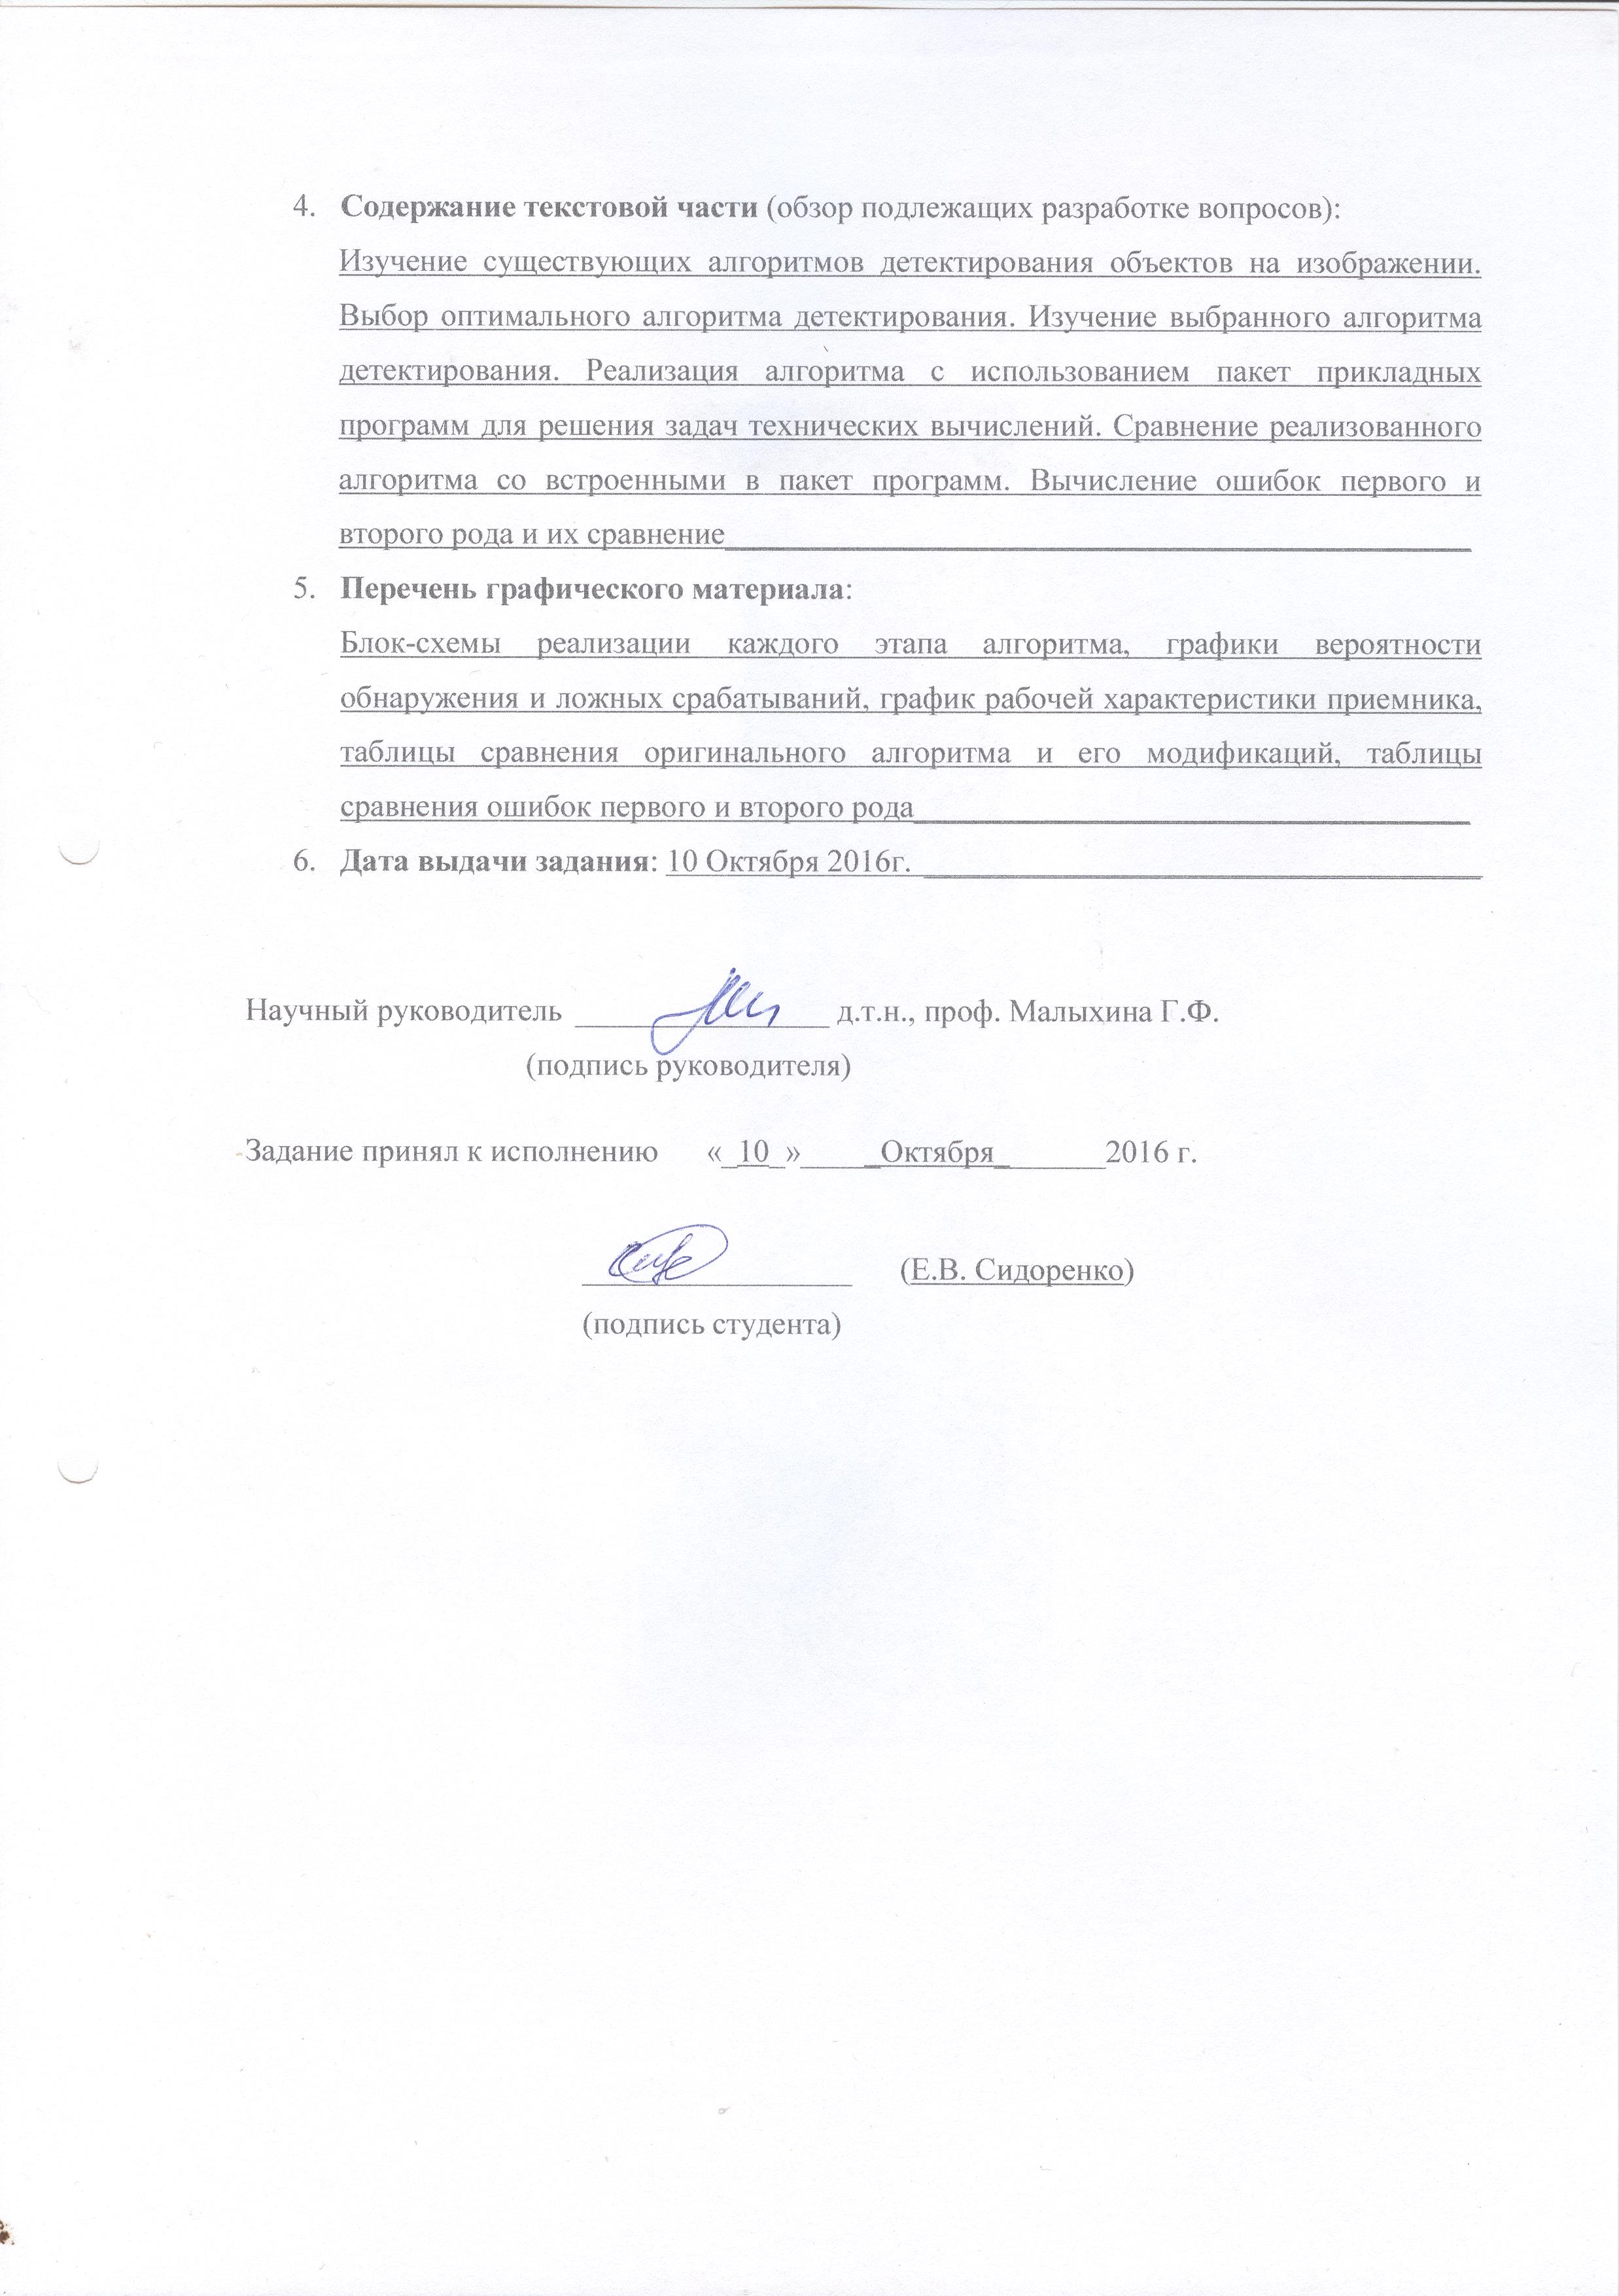 4. Содержание текстовой части (обзор подлежащих разработке вопросов):
Изучение существующих алгоритмов детектирования объектов на изображении.
Выбор оптимального алгоритма детектирования. Изучение выбранного алгоритма
детектирования. Реализация алгоритма с использованием пакет прикладных
программ для решения задач технических вычислений. Сравнение реализованного
алгоритма со встроенными в пакет программ. Вычисление ошибок первого и
второго рода и их сравнение
5. Перечень графического материала:
Блок-схемы реализации каждого этапа алгоритма, графики вероятности
обнаружения и ложных срабатываний, график рабочей характеристики приемника,
таблицы сравнения оригинального алгоритма и его модификаций, таблицы
сравнения ошибок первого и второго рода
6. Дата выдачи задания: 10 Октября 2016г.
Научный руководитель д.т.н., проф. Малыхина Г.Ф.
(подпись руководителя)
Задание принял к исполнению «_10_» _Октября_ 2016 г.
(Е.В. Сидоренко)
(подпись студента)